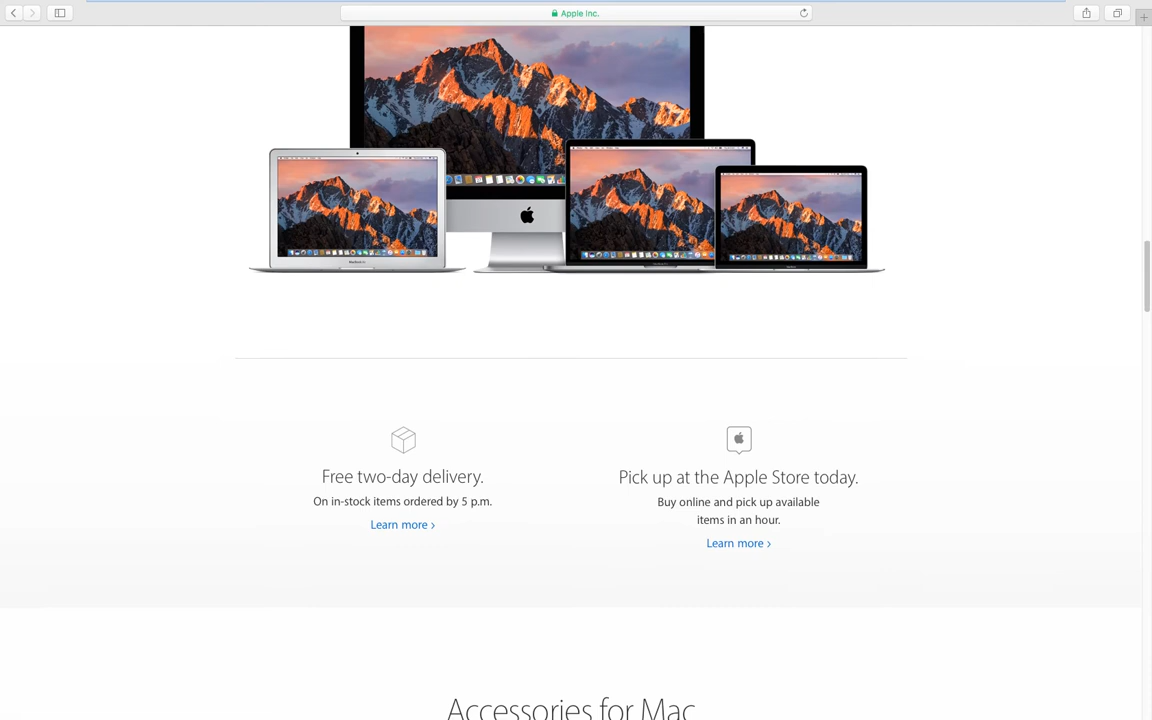 Apple Inc.
Free two-day delivery.
On in-stock items ordered by 5 p.m.
Learn more ›
Pick up at the Apple Store today.
Buy online and pick up available
items in an hour.
Learn more ›
Accessories for Mac